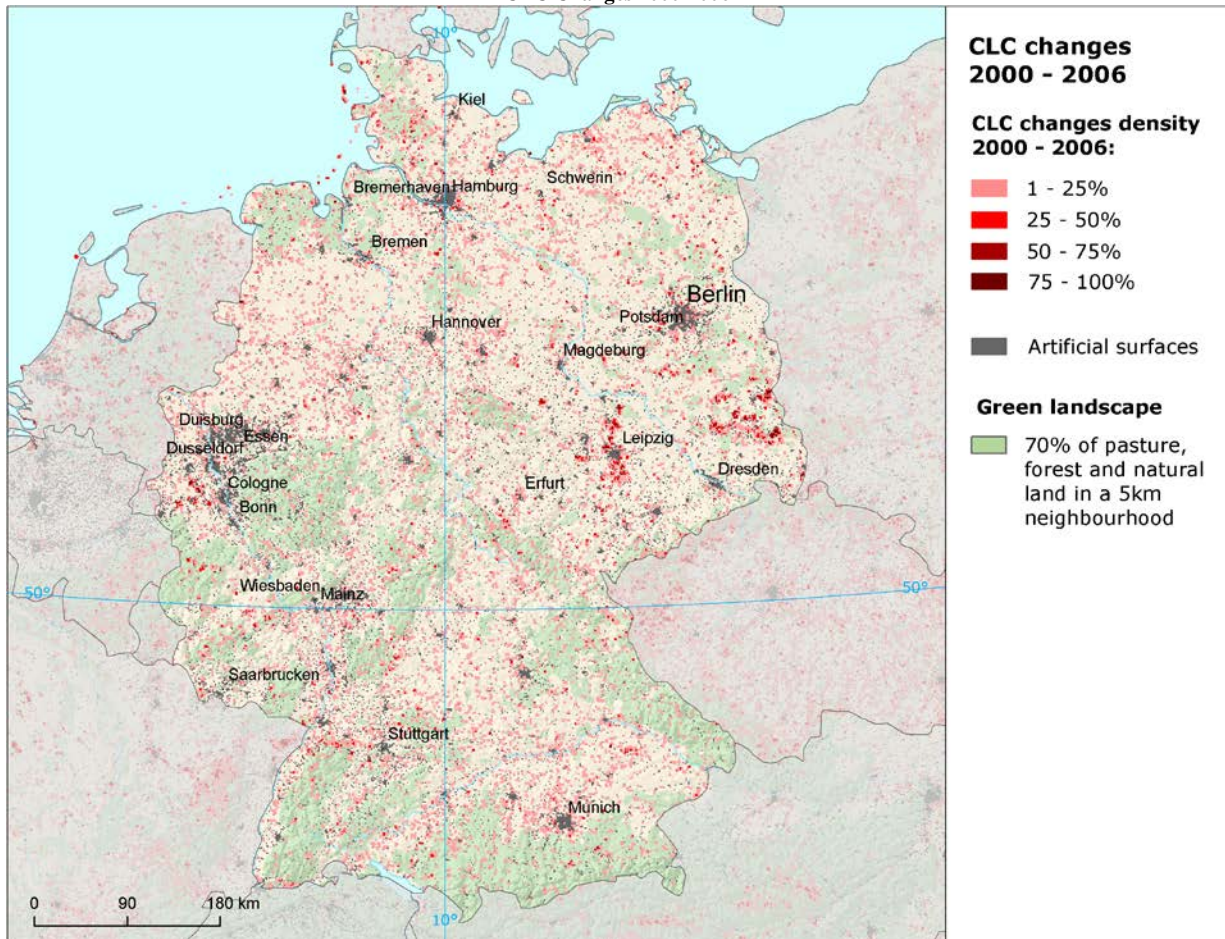 10°
Kiel
Schwerin
Bremerhaven
Hamburg
Bremen
Berlin
Potsdam
Hannover
Magdeburg
Duisburg
Essen
Leipzig
Dusseldorf
Dresden
Cologne
Erfurt
Bonn
Wiesbaden
Mainz
50°
50°
Saarbrucken
Stuttgart
Munich
0 90 180 km
10°
CLC changes
2000 - 2006
CLC changes density
2000 - 2006:
1 - 25%
25 - 50%
50 - 75%
75 - 100%
Artificial surfaces
Green landscape
70% of pasture,
forest and natural
land in a 5km
neighbourhood